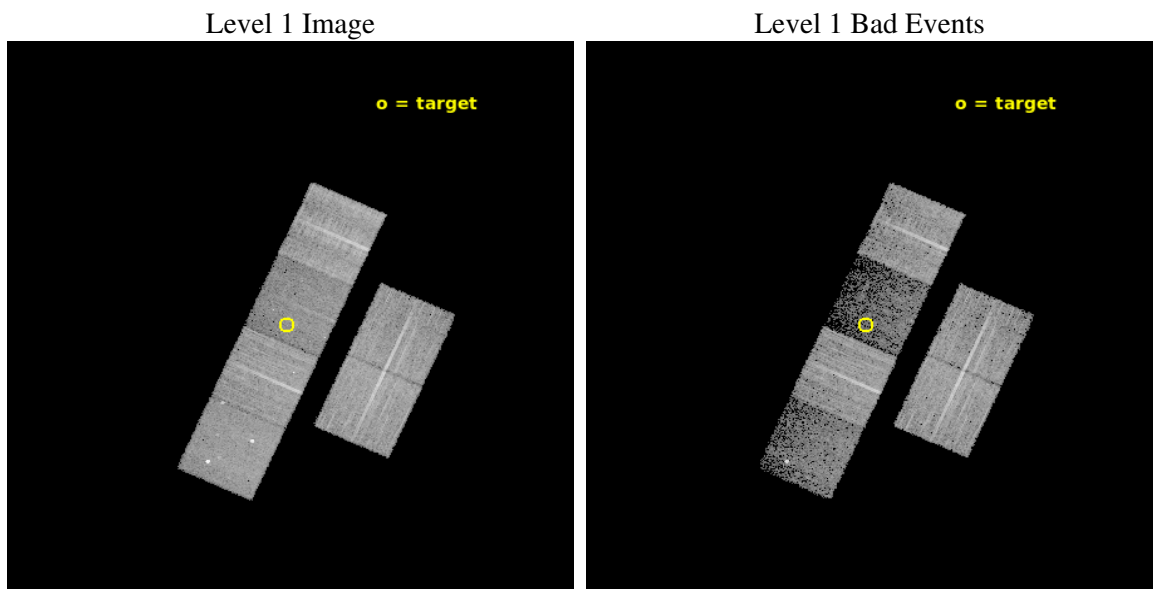 Level 1 Image
Level 1 Bad Events
o = target
o = target